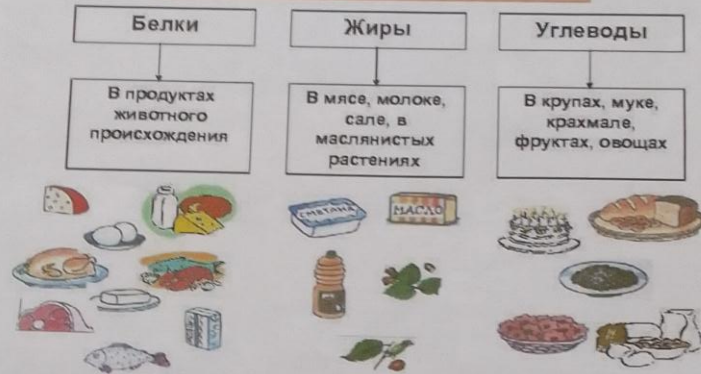 Белки
Жиры
Углеводы
В продуктах
животного
происхождения
В мясе, молоке,
сале, в
маслянистых
растениях
В крупах, муке,
крахмале,
фруктах, овощах
СМЕТАНА
МАСЛО